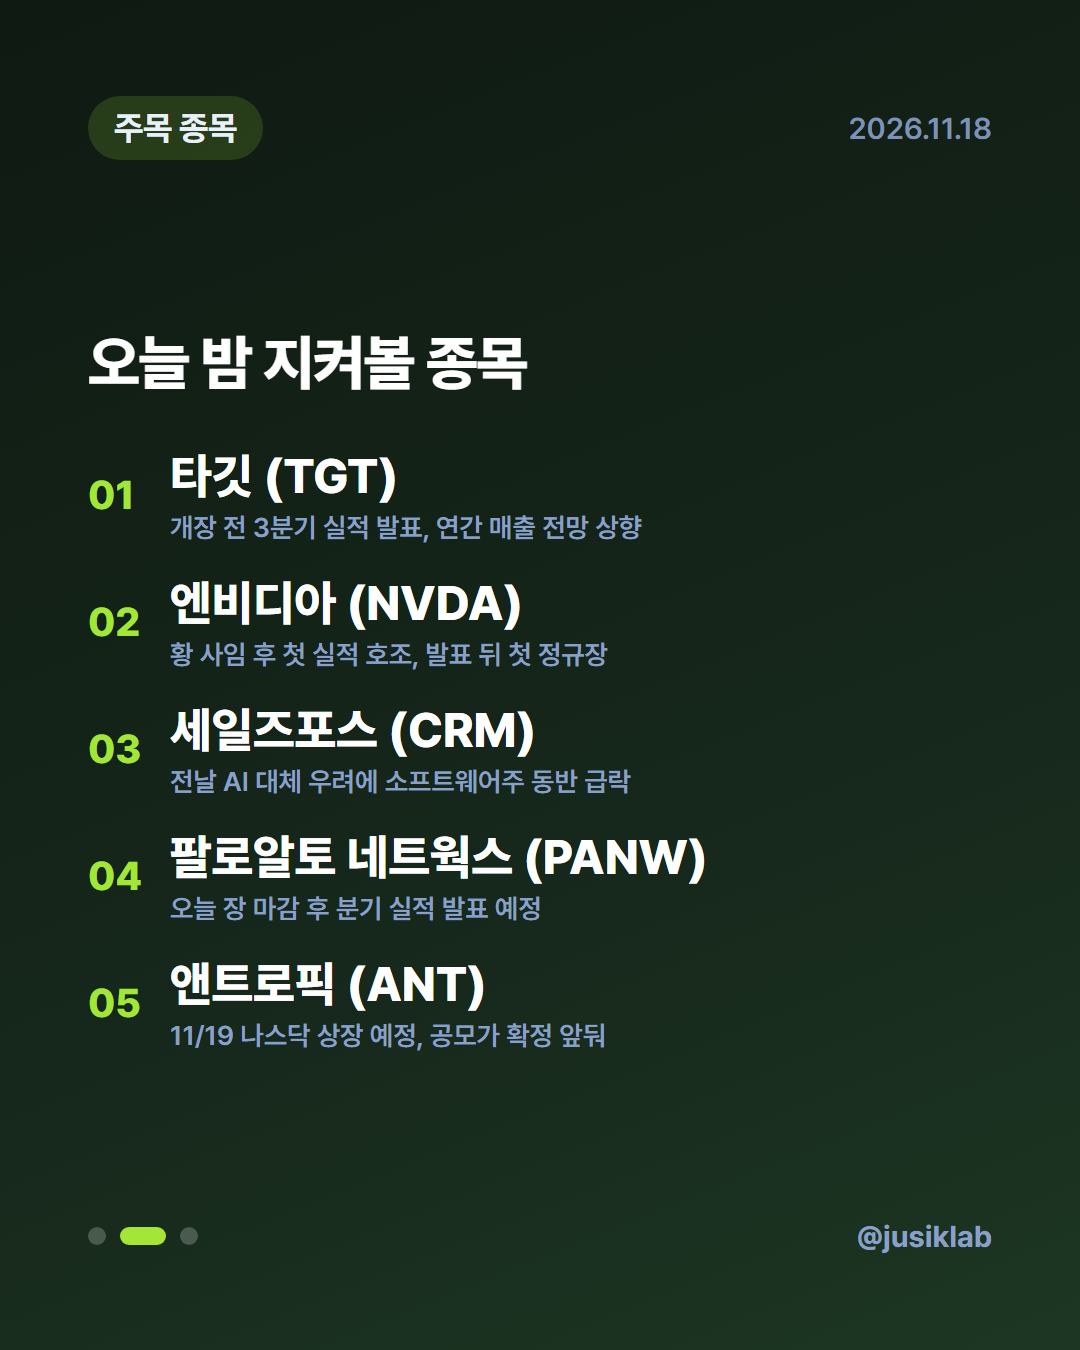 주목 종목
2026.11.18
오늘 밤 지켜볼 종목
01
타깃 (TGT)
개장 전 3분기 실적 발표, 연간 매출 전망 상향
02
엔비디아 (NVDA)
황 사임 후 첫 실적 호조, 발표 뒤 첫 정규장
03
세일즈포스 (CRM)
전날 AI 대체 우려에 소프트웨어주 동반 급락
04
팔로알토 네트웍스 (PANW)
오늘 장 마감 후 분기 실적 발표 예정
05
앤트로픽 (ANT)
11/19 나스닥 상장 예정, 공모가 확정 앞둬
@jusiklab